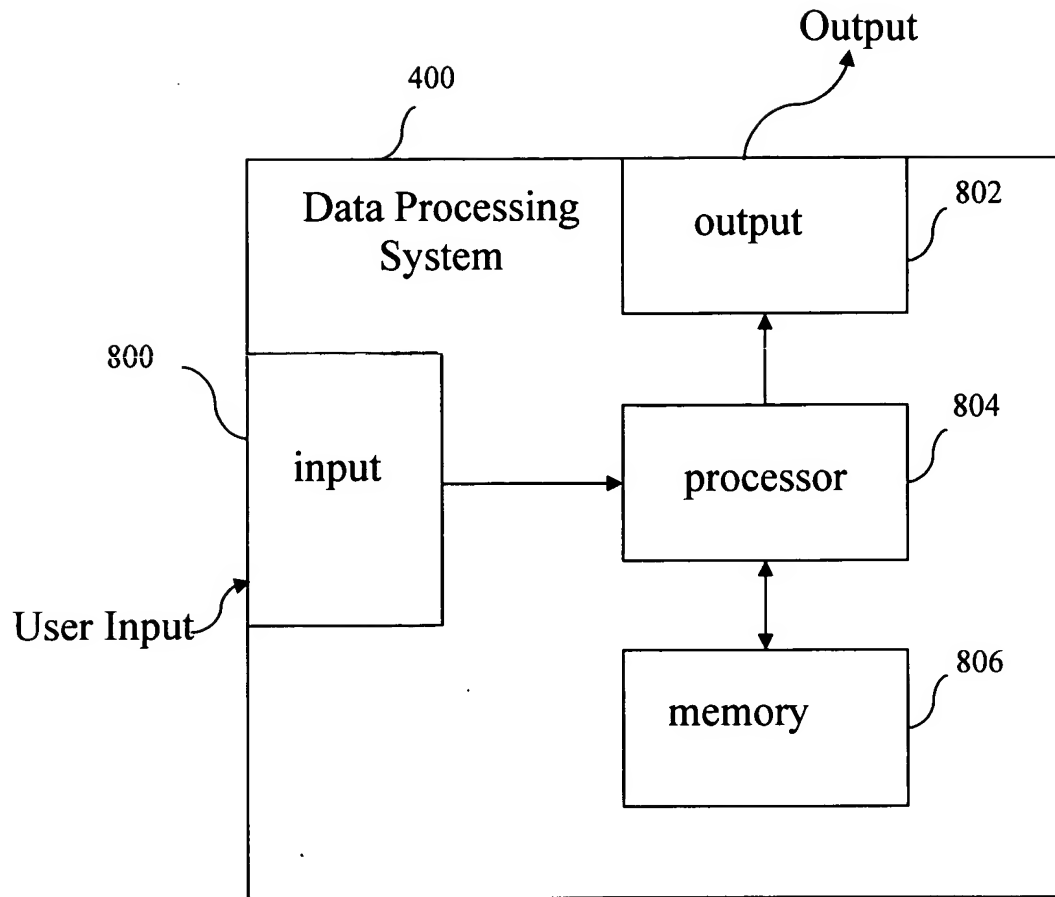 Output
400
Data Processing
System
output
802
800
input
processor
804
User Input
memory
806